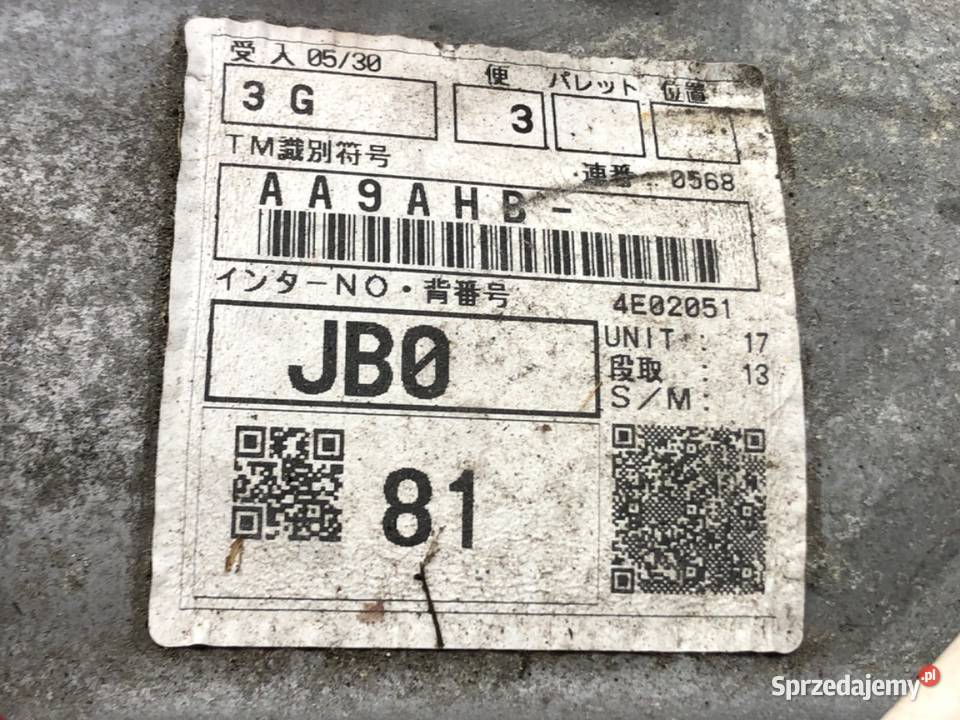 受入 05/30
便 パレット 位置
3G 3
TM識別符号
連番 : 0568
AA9AHB-
インターNO・背番号
4E02051
JB0
UNIT : 17
段取 : 13
S/M :
81
Sprzedajemy.pl